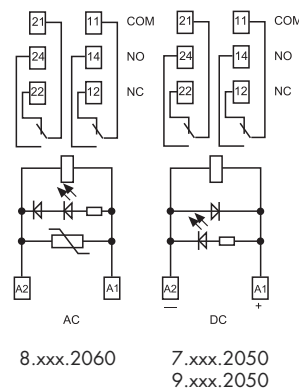 21 11 COM 21 11 COM
24 14 NO 24 14 NO
22 12 NC 22 12 NC
A2 A1 A2 A1
— +
AC DC
8.xxx.2060 7.xxx.2050
9.xxx.2050